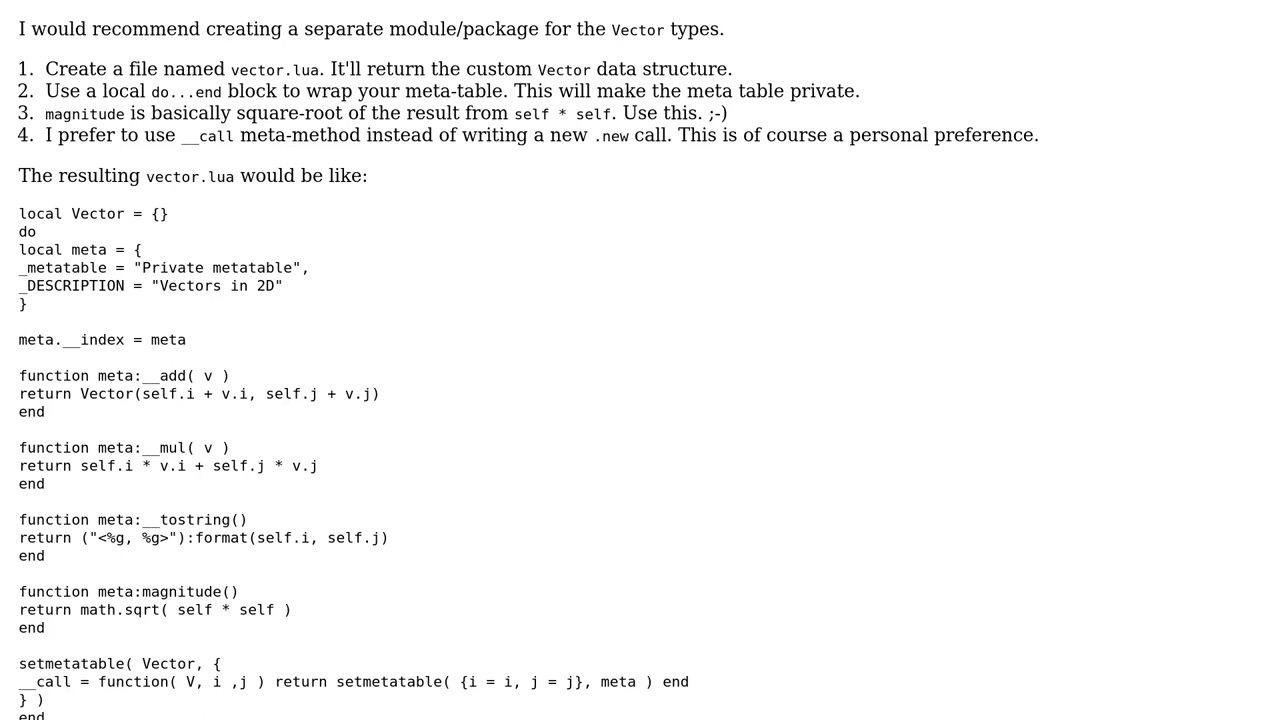 I would recommend creating a separate module/package for the Vector types.
1. Create a file named vector.lua. It'll return the custom Vector data structure.
2. Use a local do...end block to wrap your meta-table. This will make the meta table private.
3. magnitude is basically square-root of the result from self * self. Use this. ;-)
4. I prefer to use __call meta-method instead of writing a new .new call. This is of course a personal preference.
The resulting vector.lua would be like:
local Vector = {}
do
local meta = {
_metatable = "Private metatable",
_DESCRIPTION = "Vectors in 2D"
}
meta.__index = meta
function meta:__add( v )
return Vector(self.i + v.i, self.j + v.j)
end
function meta:__mul( v )
return self.i * v.i + self.j * v.j
end
function meta:__tostring()
return ("<%g, %g>"):format(self.i, self.j)
end
function meta:magnitude()
return math.sqrt( self * self )
end
setmetatable( Vector, {
__call = function( V, i ,j ) return setmetatable( {i = i, j = j}, meta ) end
} )
end